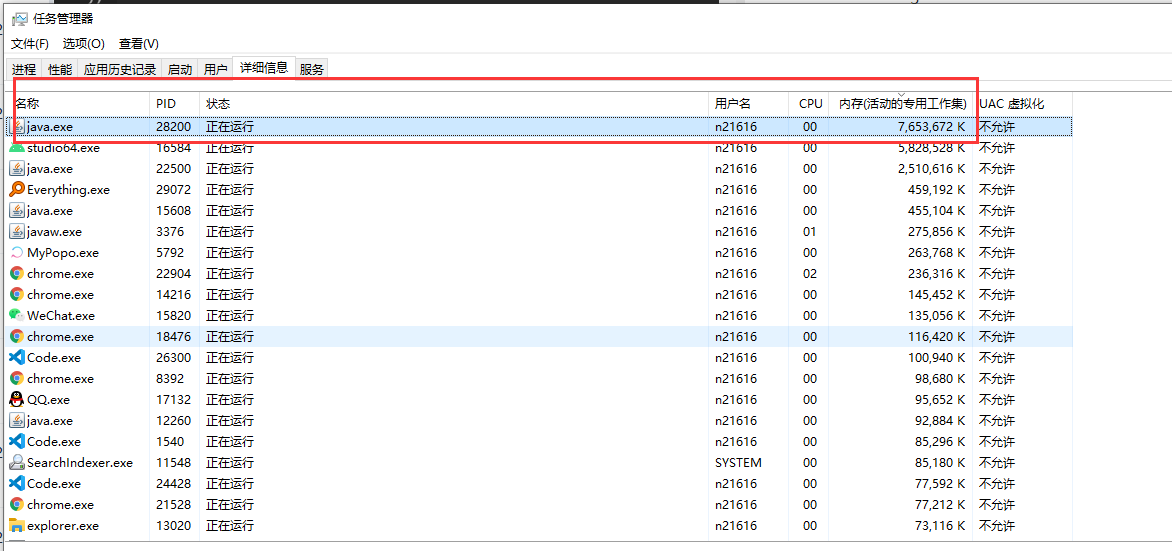 任务管理器
文件(F) 选项(O) 查看(V)
进程 性能 应用历史记录 启动 用户 详细信息 服务
名称 PID 状态 用户名 CPU 内存(活动的专用工作集) UAC 虚拟化
java.exe 28200 正在运行 n21616 00 7,653,672 K 不允许
studio64.exe 16584 正在运行 n21616 00 5,828,528 K 不允许
java.exe 22500 正在运行 n21616 00 2,510,616 K 不允许
Everything.exe 29072 正在运行 n21616 00 459,192 K 不允许
java.exe 15608 正在运行 n21616 00 455,104 K 不允许
javaw.exe 3376 正在运行 n21616 01 275,856 K 不允许
MyPopo.exe 5792 正在运行 n21616 00 263,768 K 不允许
chrome.exe 22904 正在运行 n21616 02 236,316 K 不允许
chrome.exe 14216 正在运行 n21616 00 145,452 K 不允许
WeChat.exe 15820 正在运行 n21616 00 135,056 K 不允许
chrome.exe 18476 正在运行 n21616 00 116,420 K 不允许
Code.exe 26300 正在运行 n21616 00 100,940 K 不允许
chrome.exe 8392 正在运行 n21616 00 98,680 K 不允许
QQ.exe 17132 正在运行 n21616 00 95,652 K 不允许
java.exe 12260 正在运行 n21616 00 92,884 K 不允许
Code.exe 1540 正在运行 n21616 00 85,296 K 不允许
SearchIndexer.exe 11548 正在运行 SYSTEM 00 85,180 K 不允许
Code.exe 24428 正在运行 n21616 00 77,592 K 不允许
chrome.exe 21528 正在运行 n21616 00 77,212 K 不允许
explorer.exe 13020 正在运行 n21616 00 73,116 K 不允许